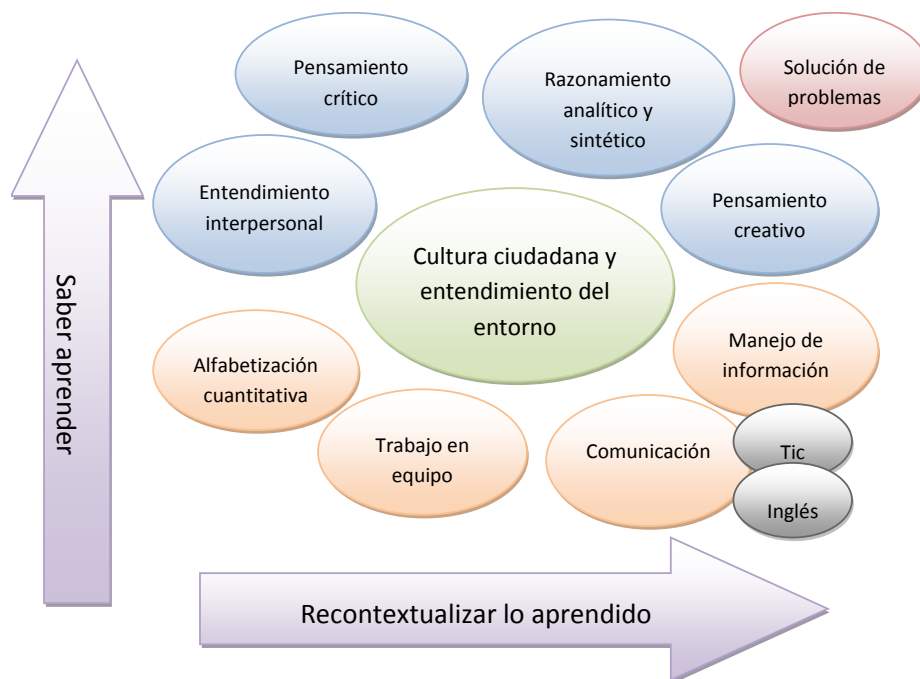 Pensamiento
crítico
Razonamiento
analítico y
sintético
Solución de
problemas
Entendimiento
interpersonal
Pensamiento
creativo
Cultura ciudadana y
entendimiento del
entorno
Saber aprender
Alfabetización
cuantitativa
Manejo de
información
Trabajo en
equipo
Comunicación
Tic
Inglés
Recontextualizar lo aprendido